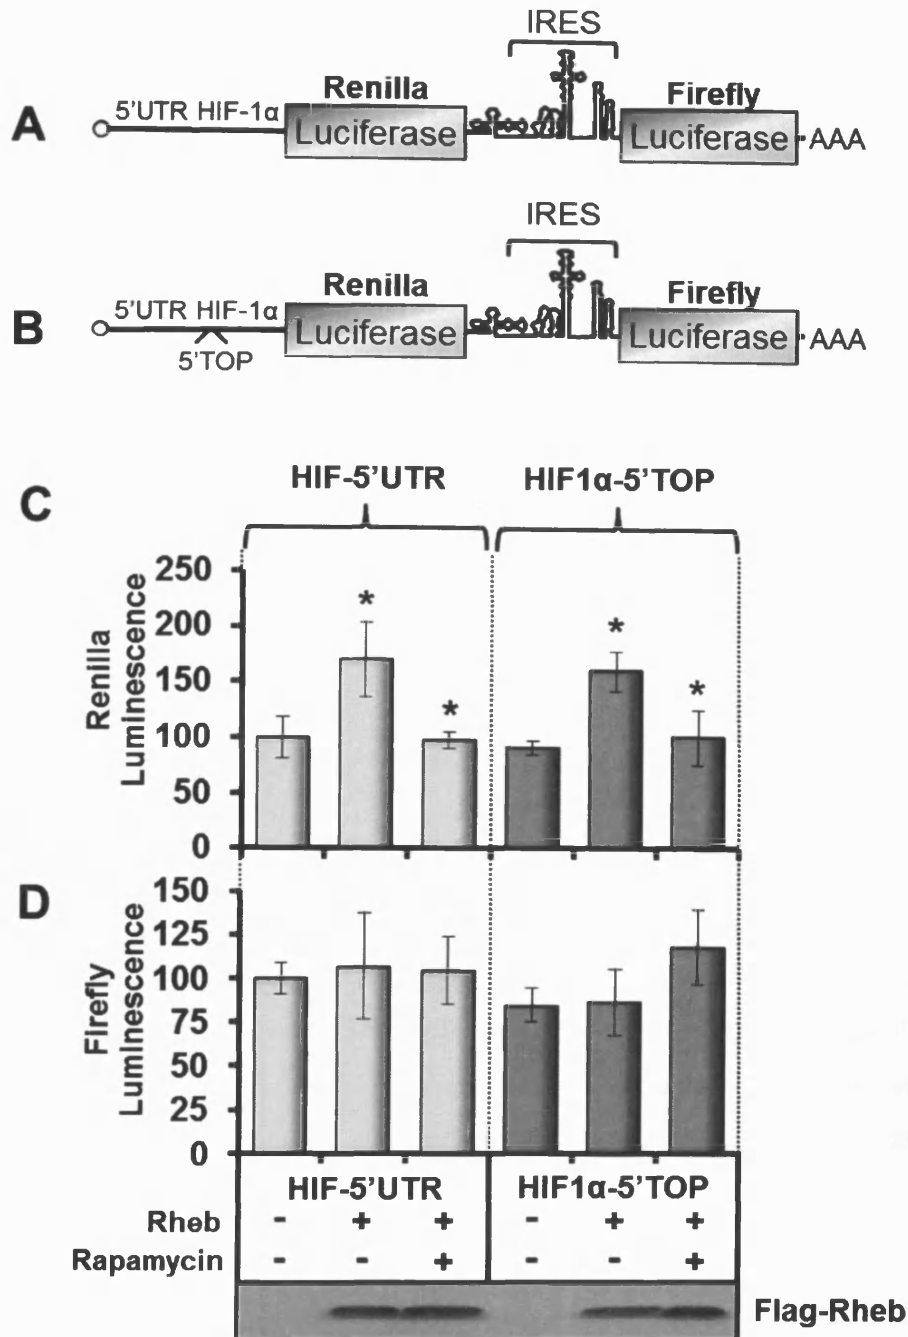 IRES
Renilla
Firefly
A
5'UTR HIF-1α
Luciferase
Luciferase
AAA
IRES
Renilla
Firefly
B
5'UTR HIF-1α
Luciferase
Luciferase
AAA
5'TOP
C
HIF-5'UTR
HIF1α-5'TOP
Renilla
Luminescence
250
200
150
100
50
0
*
*
*
*
D
Firefly
Luminescence
150
125
100
75
50
25
0
HIF-5'UTR
HIF1α-5'TOP
Rheb - + + - + +
Rapamycin - - + - - +
Flag-Rheb